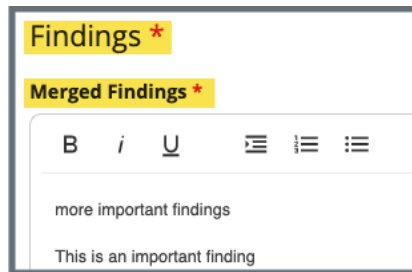 Findings *
Merged Findings *
B i U
more important findings
This is an important finding